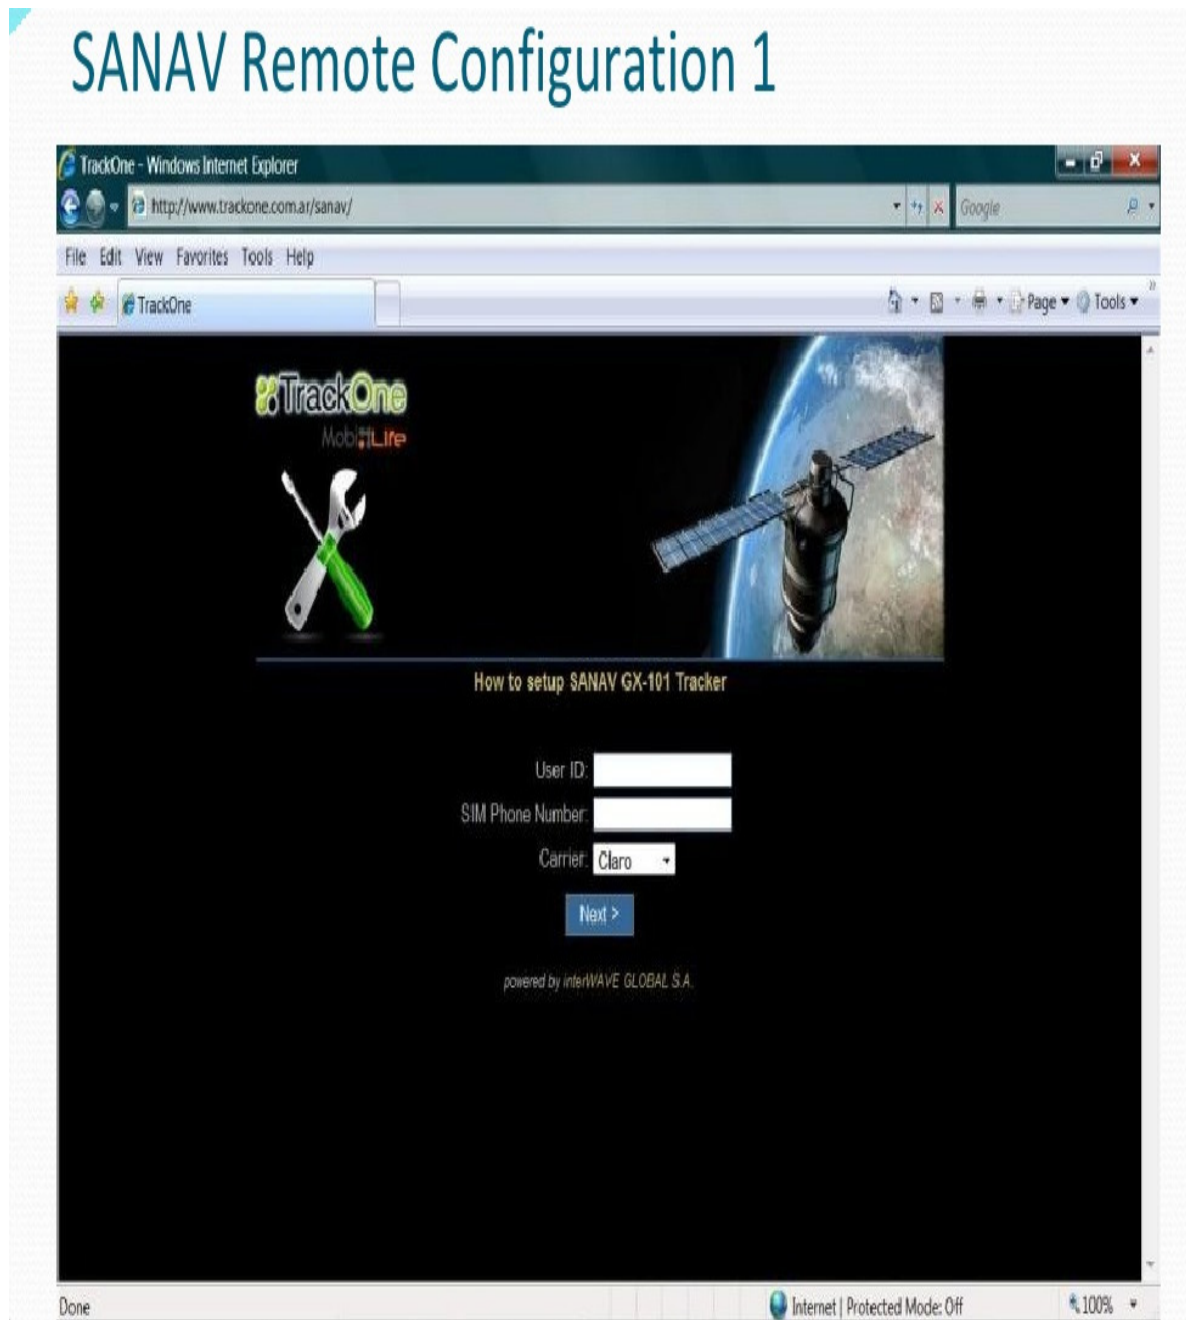 SANAV Remote Configuration 1
TrackOne - Windows Internet Explorer
http://www.trackone.com.ar/sanav/
Google
File Edit View Favorites Tools Help
TrackOne
Page Tools
TrackOne
MobiLife
How to setup SANAV GX-101 Tracker
User ID:
SIM Phone Number:
Carrier: Claro
Next >
powered by interWAVE GLOBAL S.A.
Done
Internet | Protected Mode: Off
100%